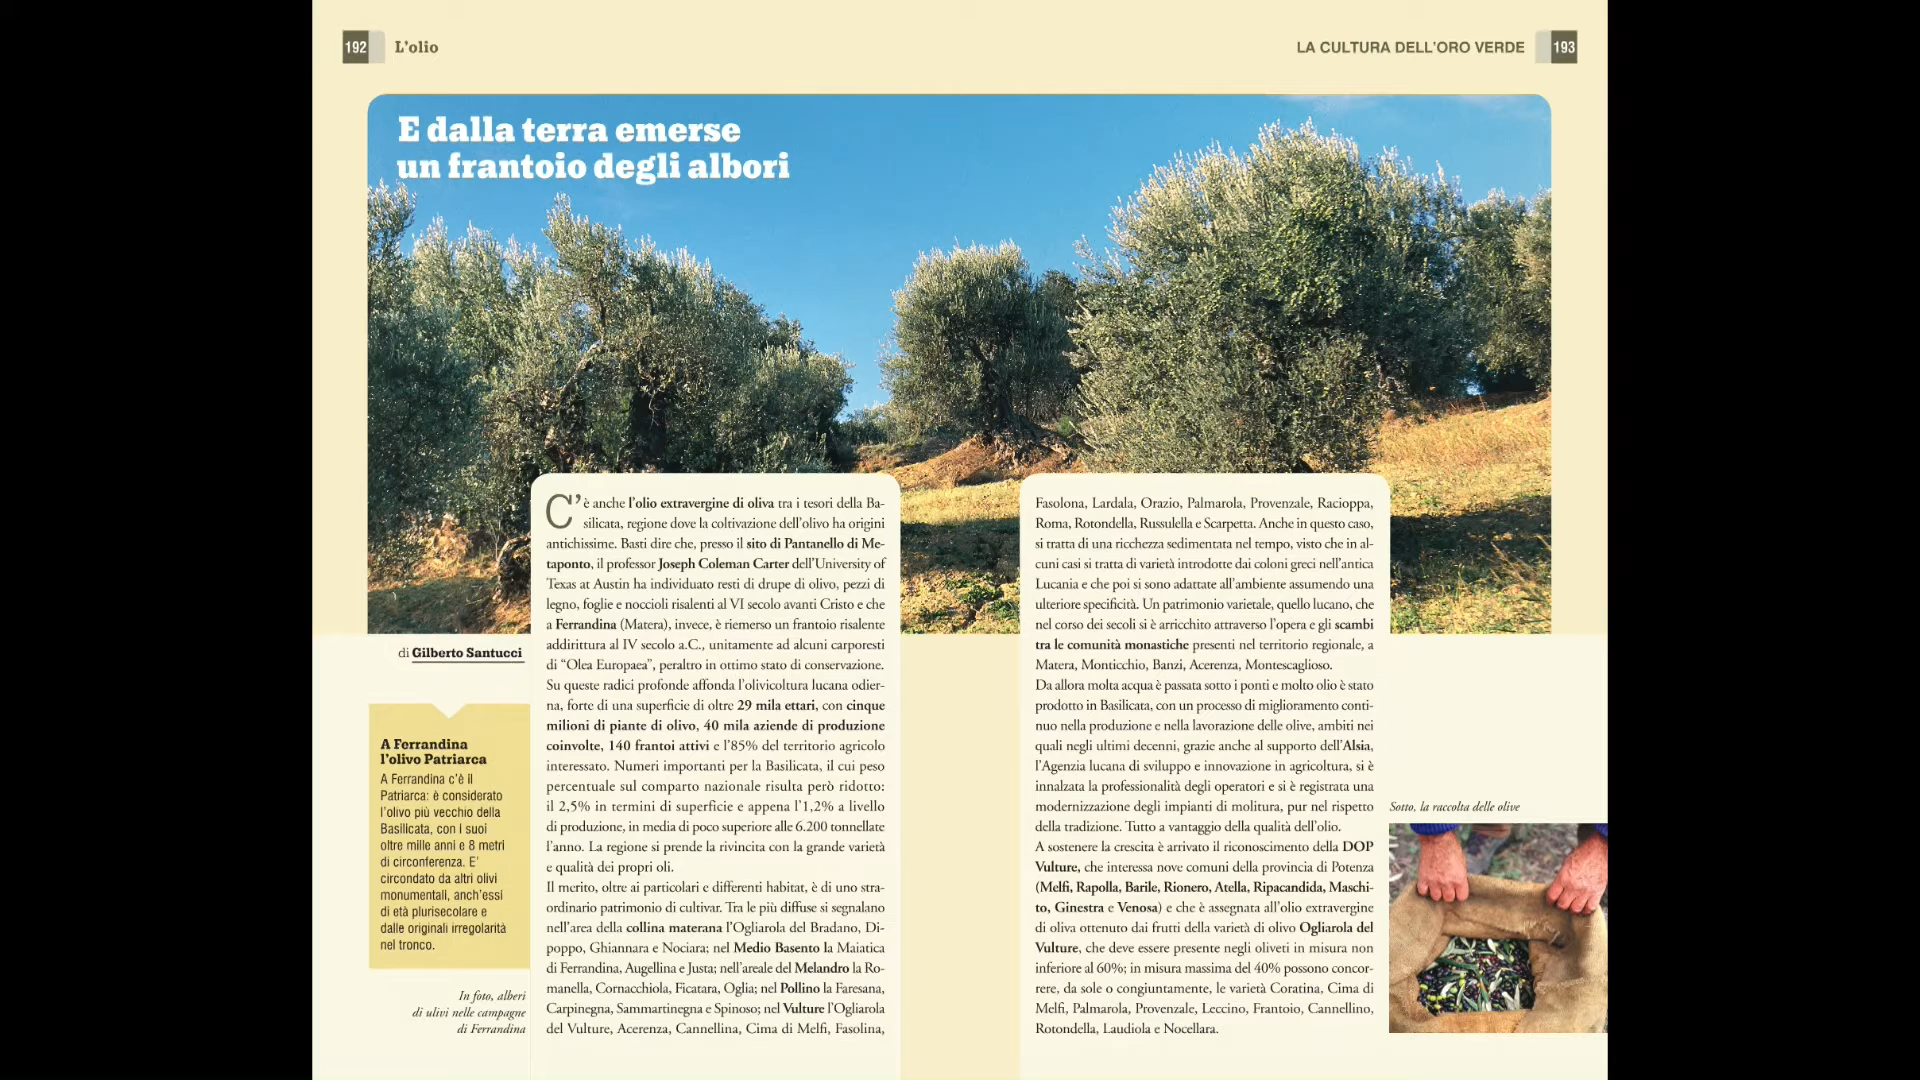 192 L'olio
LA CULTURA DELL'ORO VERDE 193
E dalla terra emerse
un frantoio degli albori
di Gilberto Santucci
A Ferrandina
l'olivo Patriarca
A Ferrandina c'è il
Patriarca: è considerato
l'olivo più vecchio della
Basilicata, con I suoi
oltre mille anni e 8 metri
di circonferenza. E'
circondato da altri olivi
monumentali, anch'essi
di età plurisecolare e
dalle originali irregolarità
nel tronco.
In foto, alberi
di ulivi nelle campagne
di Ferrandina
C'è anche l'olio extravergine di oliva tra i tesori della Ba-
silicata, regione dove la coltivazione dell'olivo ha origini
antichissime. Basti dire che, presso il sito di Pantanello di Me-
taponto, il professor Joseph Coleman Carter dell'University of
Texas at Austin ha individuato resti di drupe di olivo, pezzi di
legno, foglie e noccioli risalenti al VI secolo avanti Cristo e che
a Ferrandina (Matera), invece, è riemerso un frantoio risalente
addirittura al IV secolo a.C., unitamente ad alcuni carporesti
di "Olea Europaea", peraltro in ottimo stato di conservazione.
Su queste radici profonde affonda l'olivicoltura lucana odier-
na, forte di una superficie di oltre 29 mila ettari, con cinque
milioni di piante di olivo, 40 mila aziende di produzione
coinvolte, 140 frantoi attivi e l'85% del territorio agricolo
interessato. Numeri importanti per la Basilicata, il cui peso
percentuale sul comparto nazionale risulta però ridotto:
il 2,5% in termini di superficie e appena l'1,2% a livello
di produzione, in media di poco superiore alle 6.200 tonnellate
l'anno. La regione si prende la rivincita con la grande varietà
e qualità dei propri oli.
Il merito, oltre ai particolari e differenti habitat, è di uno stra-
ordinario patrimonio di cultivar. Tra le più diffuse si segnalano
nell'area della collina materana l'Ogliarola del Bradano, Di-
poppo, Ghiannara e Nociara; nel Medio Basento la Maiatica
di Ferrandina, Augellina e Justa; nell'areale del Melandro la Ro-
manella, Cornacchiola, Ficatara, Oglia; nel Pollino la Faresana,
Carpinegna, Sammartinegna e Spinoso; nel Vulture l'Ogliarola
del Vulture, Acerenza, Cannellina, Cima di Melfi, Fasolina,
Fasolona, Lardala, Orazio, Palmarola, Provenzale, Racioppa,
Roma, Rotondella, Russulella e Scarpetta. Anche in questo caso,
si tratta di una ricchezza sedimentata nel tempo, visto che in al-
cuni casi si tratta di varietà introdotte dai coloni greci nell'antica
Lucania e che poi si sono adattate all'ambiente assumendo una
ulteriore specificità. Un patrimonio varietale, quello lucano, che
nel corso dei secoli si è arricchito attraverso l'opera e gli scambi
tra le comunità monastiche presenti nel territorio regionale, a
Matera, Monticchio, Banzi, Acerenza, Montescaglioso.
Da allora molta acqua è passata sotto i ponti e molto olio è stato
prodotto in Basilicata, con un processo di miglioramento conti-
nuo nella produzione e nella lavorazione delle olive, ambiti nei
quali negli ultimi decenni, grazie anche al supporto dell'Alsia,
l'Agenzia lucana di sviluppo e innovazione in agricoltura, si è
innalzata la professionalità degli operatori e si è registrata una
modernizzazione degli impianti di molitura, pur nel rispetto
della tradizione. Tutto a vantaggio della qualità dell'olio.
A sostenere la crescita è arrivato il riconoscimento della DOP
Vulture, che interessa nove comuni della provincia di Potenza
(Melfi, Rapolla, Barile, Rionero, Atella, Ripacandida, Maschi-
to, Ginestra e Venosa) e che è assegnata all'olio extravergine
di oliva ottenuto dai frutti della varietà di olivo Ogliarola del
Vulture, che deve essere presente negli oliveti in misura non
inferiore al 60%; in misura massima del 40% possono concor-
rere, da sole o congiuntamente, le varietà Coratina, Cima di
Melfi, Palmarola, Provenzale, Leccino, Frantoio, Cannellino,
Rotondella, Laudiola e Nocellara.
Sotto, la raccolta delle olive